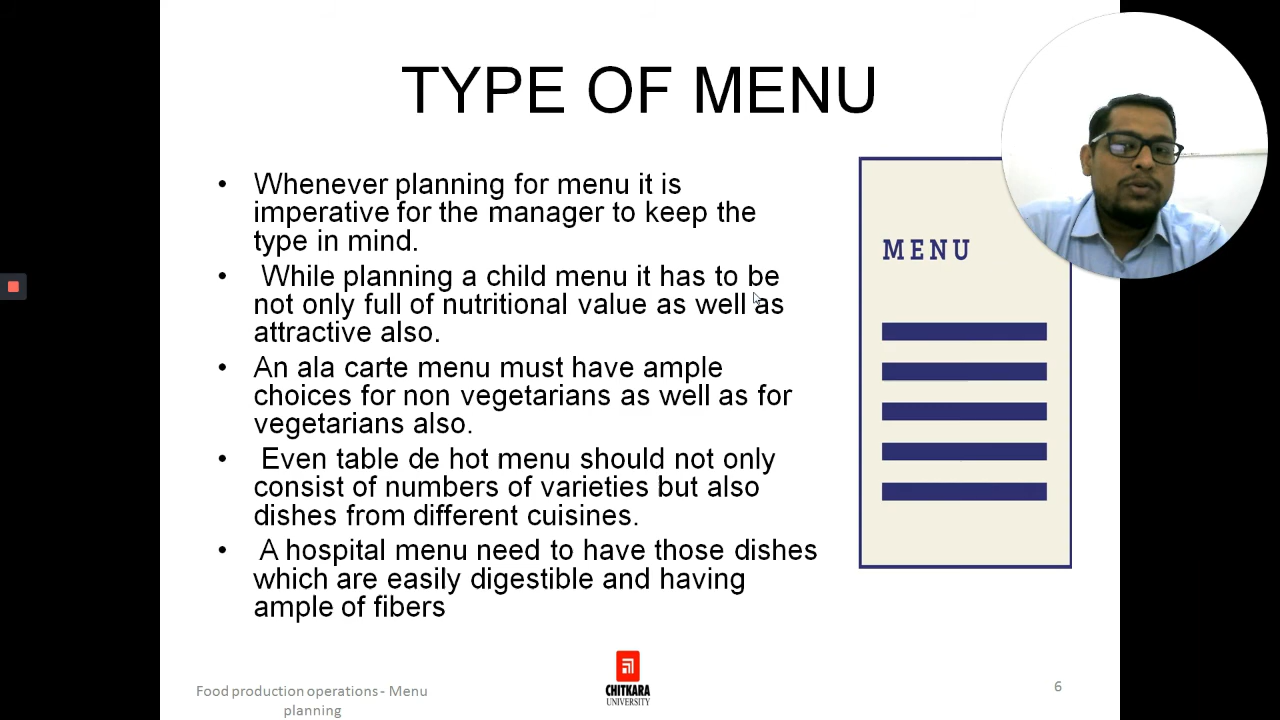 TYPE OF MENU
• Whenever planning for menu it is
imperative for the manager to keep the
type in mind.
• While planning a child menu it has to be
not only full of nutritional value as well as
attractive also.
• An ala carte menu must have ample
choices for non vegetarians as well as for
vegetarians also.
• Even table de hot menu should not only
consist of numbers of varieties but also
dishes from different cuisines.
• A hospital menu need to have those dishes
which are easily digestible and having
ample of fibers
MENU
Food production operations - Menu
planning
CHITKARA
UNIVERSITY
6